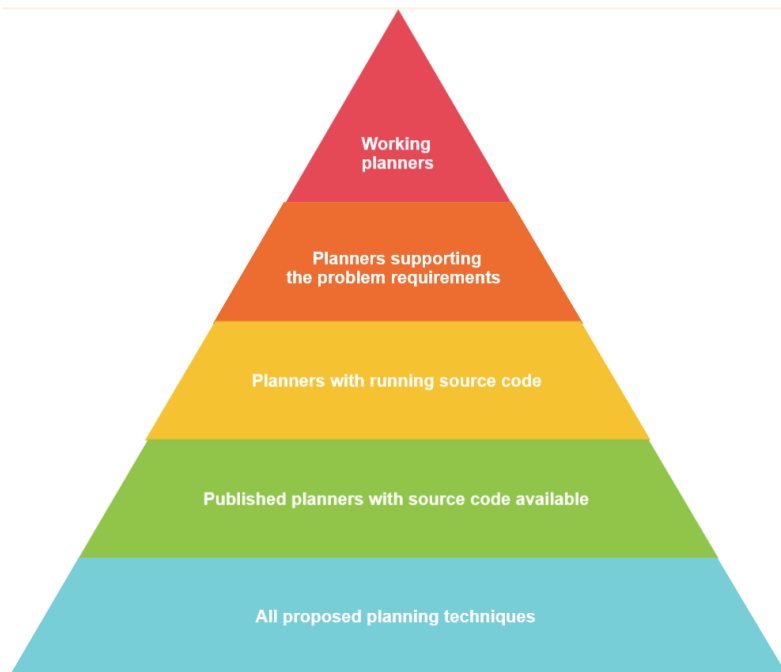 Working
planners
Planners supporting
the problem requirements
Planners with running source code
Published planners with source code available
All proposed planning techniques